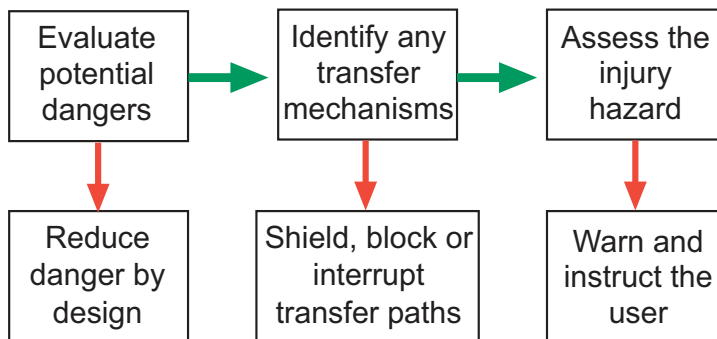 Evaluate
potential
dangers
Identify any
transfer
mechanisms
Assess the
injury
hazard
Reduce
danger by
design
Shield, block or
interrupt
transfer paths
Warn and
instruct the
user